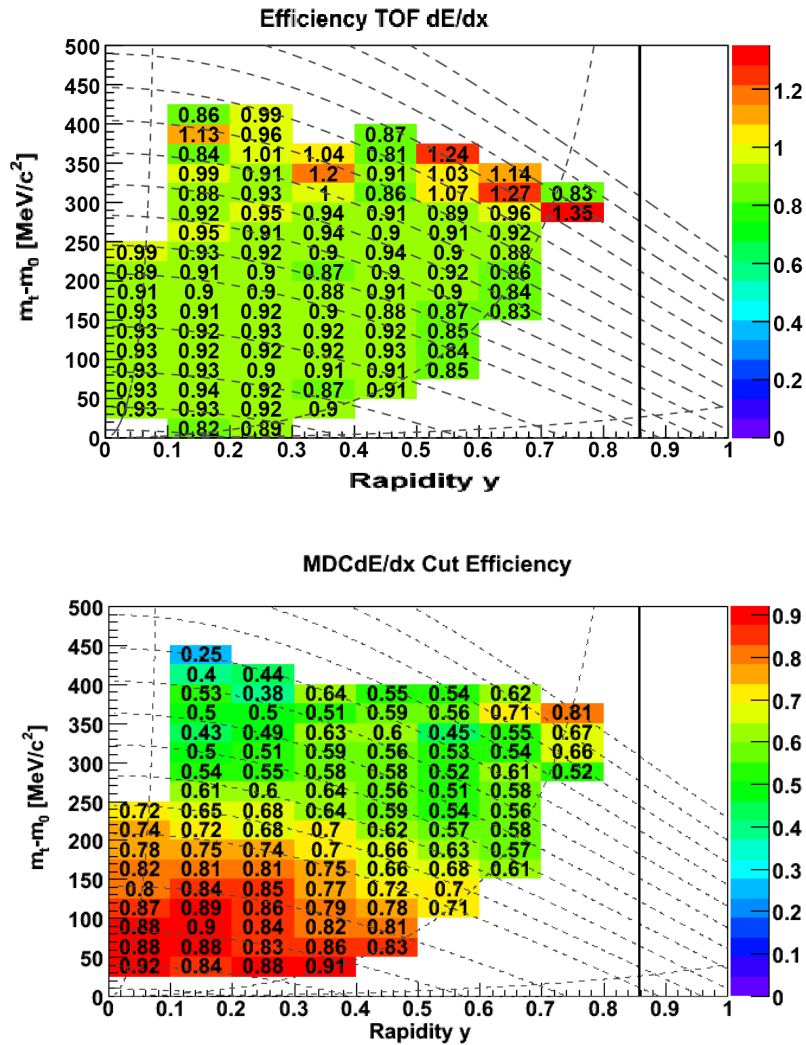 Efficiency TOF dE/dx
m_t-m_0 [MeV/c²]
500
450
400
350
300
250
200
150
100
50
0
0.86 0.99
1.13 0.96 0.87
0.84 1.01 1.04 0.81 1.24
0.99 0.91 1.2 0.91 1.03 1.14
0.88 0.93 1 0.86 1.07 1.27 0.83
0.92 0.95 0.94 0.91 0.89 0.96 1.35
0.95 0.91 0.94 0.9 0.91 0.92
0.99 0.93 0.92 0.9 0.94 0.9 0.88
0.89 0.91 0.9 0.87 0.9 0.92 0.86
0.91 0.9 0.9 0.88 0.91 0.9 0.84
0.93 0.91 0.92 0.9 0.88 0.87 0.83
0.93 0.93 0.92 0.92 0.92 0.85
0.93 0.92 0.92 0.92 0.93 0.84
0.93 0.93 0.9 0.91 0.91 0.85
0.93 0.94 0.92 0.87 0.91
0.93 0.93 0.92 0.9
0.82 0.89
1.2
1
0.8
0.6
0.4
0.2
0
0 0.1 0.2 0.3 0.4 0.5 0.6 0.7 0.8 0.9 1
Rapidity y
MDCdE/dx Cut Efficiency
m_t-m_0 [MeV/c²]
500
450
400
350
300
250
200
150
100
50
0
0.25
0.4 0.44
0.53 0.38 0.64 0.55 0.54 0.62
0.5 0.5 0.51 0.59 0.56 0.71 0.81
0.43 0.49 0.63 0.6 0.45 0.55 0.67
0.5 0.51 0.59 0.56 0.53 0.54 0.66
0.54 0.55 0.58 0.58 0.52 0.61 0.52
0.61 0.6 0.64 0.56 0.51 0.58
0.72 0.65 0.68 0.64 0.59 0.54 0.56
0.74 0.72 0.68 0.7 0.62 0.57 0.58
0.78 0.75 0.74 0.7 0.66 0.63 0.57
0.82 0.81 0.81 0.75 0.66 0.68 0.61
0.8 0.84 0.85 0.77 0.72 0.7
0.87 0.89 0.86 0.79 0.78 0.71
0.88 0.9 0.84 0.82 0.81
0.88 0.88 0.83 0.86 0.83
0.92 0.84 0.88 0.91
0.9
0.8
0.7
0.6
0.5
0.4
0.3
0.2
0.1
0
0 0.1 0.2 0.3 0.4 0.5 0.6 0.7 0.8 0.9 1
Rapidity y